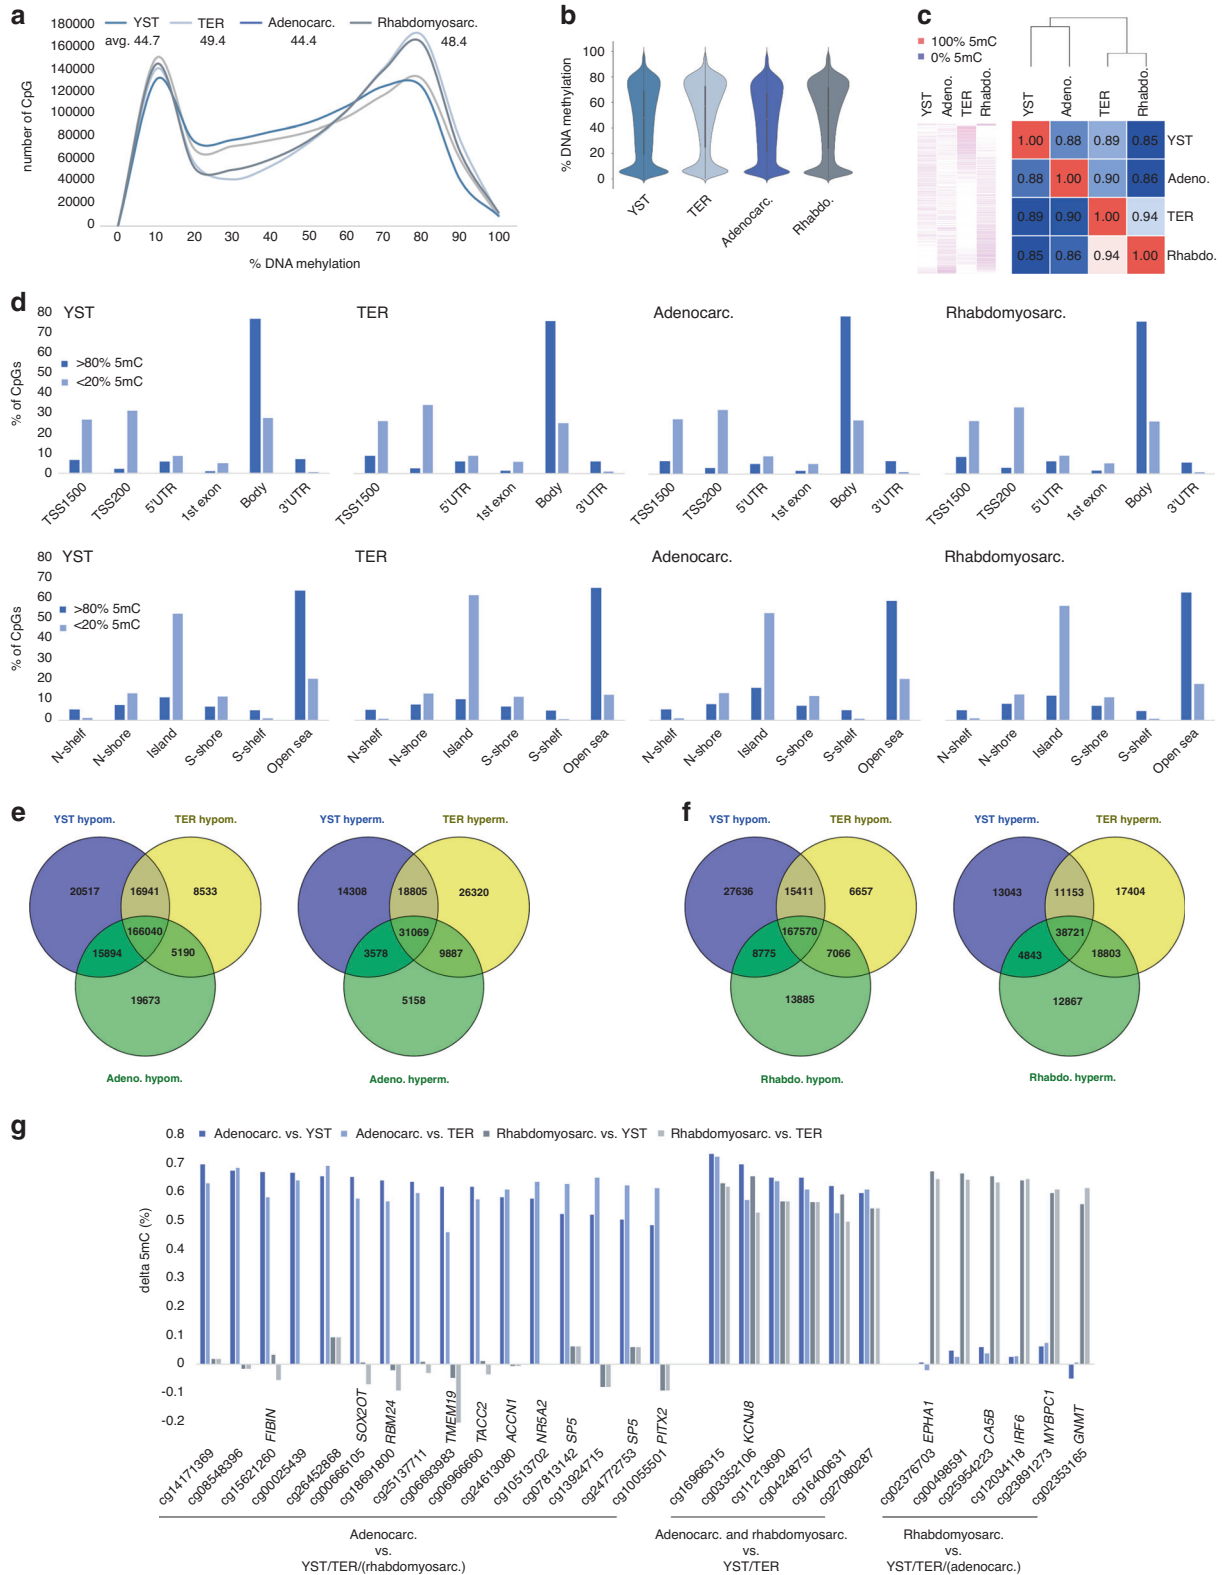 a
YST TER Adenocarc. Rhabdomyosarc.
avg. 44.7 49.4 44.4 48.4
number of CpG
180000
160000
140000
120000
100000
80000
60000
40000
20000
0
0 10 20 30 40 50 60 70 80 90 100
% DNA mehylation
b
% DNA methylation
100
80
60
40
20
0
YST TER Adenocarc. Rhabdo.
c
100% 5mC
0% 5mC
YST Adeno. TER Rhabdo.
YST Adeno. TER Rhabdo.
1.00 0.88 0.89 0.85 YST
0.88 1.00 0.90 0.86 Adeno.
0.89 0.90 1.00 0.94 TER
0.85 0.86 0.94 1.00 Rhabdo.
d
YST TER Adenocarc. Rhabdomyosarc.
% of CpGs
80
70
60
50
40
30
20
10
0
>80% 5mC
<20% 5mC
TSS1500 TSS200 5'UTR 1st exon Body 3'UTR
TSS1500 5'UTR 1st exon Body 3'UTR
TSS1500 TSS200 5'UTR 1st exon Body 3'UTR
TSS1500 TSS200 5'UTR 1st exon Body 3'UTR
YST TER Adenocarc. Rhabdomyosarc.
% of CpGs
80
70
60
50
40
30
20
10
0
>80% 5mC
<20% 5mC
N-shelf N-shore Island S-shore S-shelf Open sea
N-shelf N-shore Island S-shore S-shelf Open sea
N-shelf N-shore Island S-shore S-shelf Open sea
N-shelf N-shore Island S-shore S-shelf Open sea
e
YST hypom. TER hypom.
20517 16941 8533
166040
15894 5190
19673
Adeno. hypom.
YST hyperm. TER hyperm.
14308 18805 26320
31069
3578 9887
5158
Adeno. hyperm.
f
YST hypom. TER hypom.
27636 15411 6657
167570
8775 7066
13885
Rhabdo. hypom.
YST hyperm. TER hyperm.
13043 11153 17404
38721
4843 18803
12867
Rhabdo. hyperm.
g
Adenocarc. vs. YST Adenocarc. vs. TER Rhabdomyosarc. vs. YST Rhabdomyosarc. vs. TER
delta 5mC (%)
0.8
0.7
0.6
0.5
0.4
0.3
0.2
0.1
0
-0.1
-0.2
FIBIN SOX2OT RBM24 TMEM19 TACC2 ACCN1 NR5A2 SP5 SP5 PITX2 KCNJ8 EPHA1 CA5B IRF6 MYBPC1 GNMT
cg14171369 cg08548396 cg15621260 cg00025439 cg26452868 cg00666105 cg18691800 cg25137711 cg06693983 cg06966660 cg24613080 cg10513702 cg07813142 cg13924715 cg24772753 cg10055501
cg16966315 cg03352106 cg11213690 cg04248757 cg16400631 cg27080287
cg02376703 cg00498591 cg25954223 cg12034118 cg23891273 cg02353165
Adenocarc.
vs.
YST/TER/(rhabdomyosarc.)
Adenocarc. and rhabdomyosarc.
vs.
YST/TER
Rhabdomyosarc.
vs.
YST/TER/(adenocarc.)